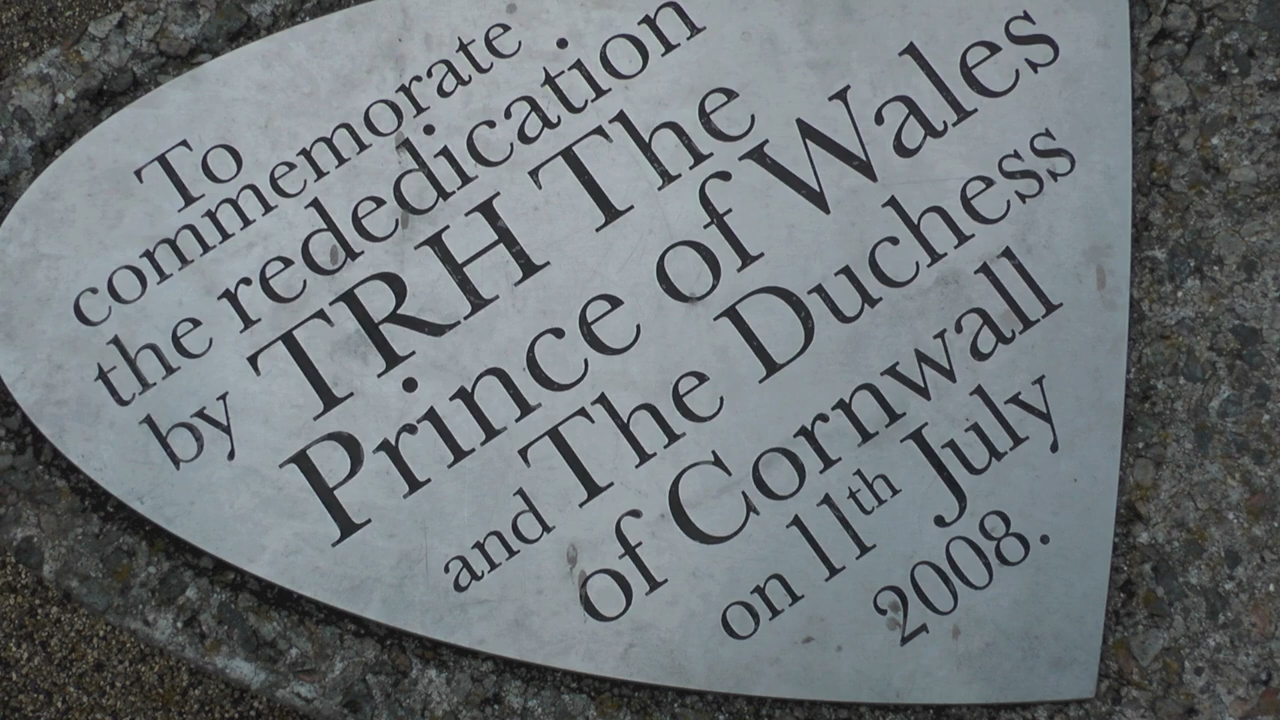 To
commemorate
the rededication
by TRH The
Prince of Wales
and The Duchess
of Cornwall
on 11th July
2008.